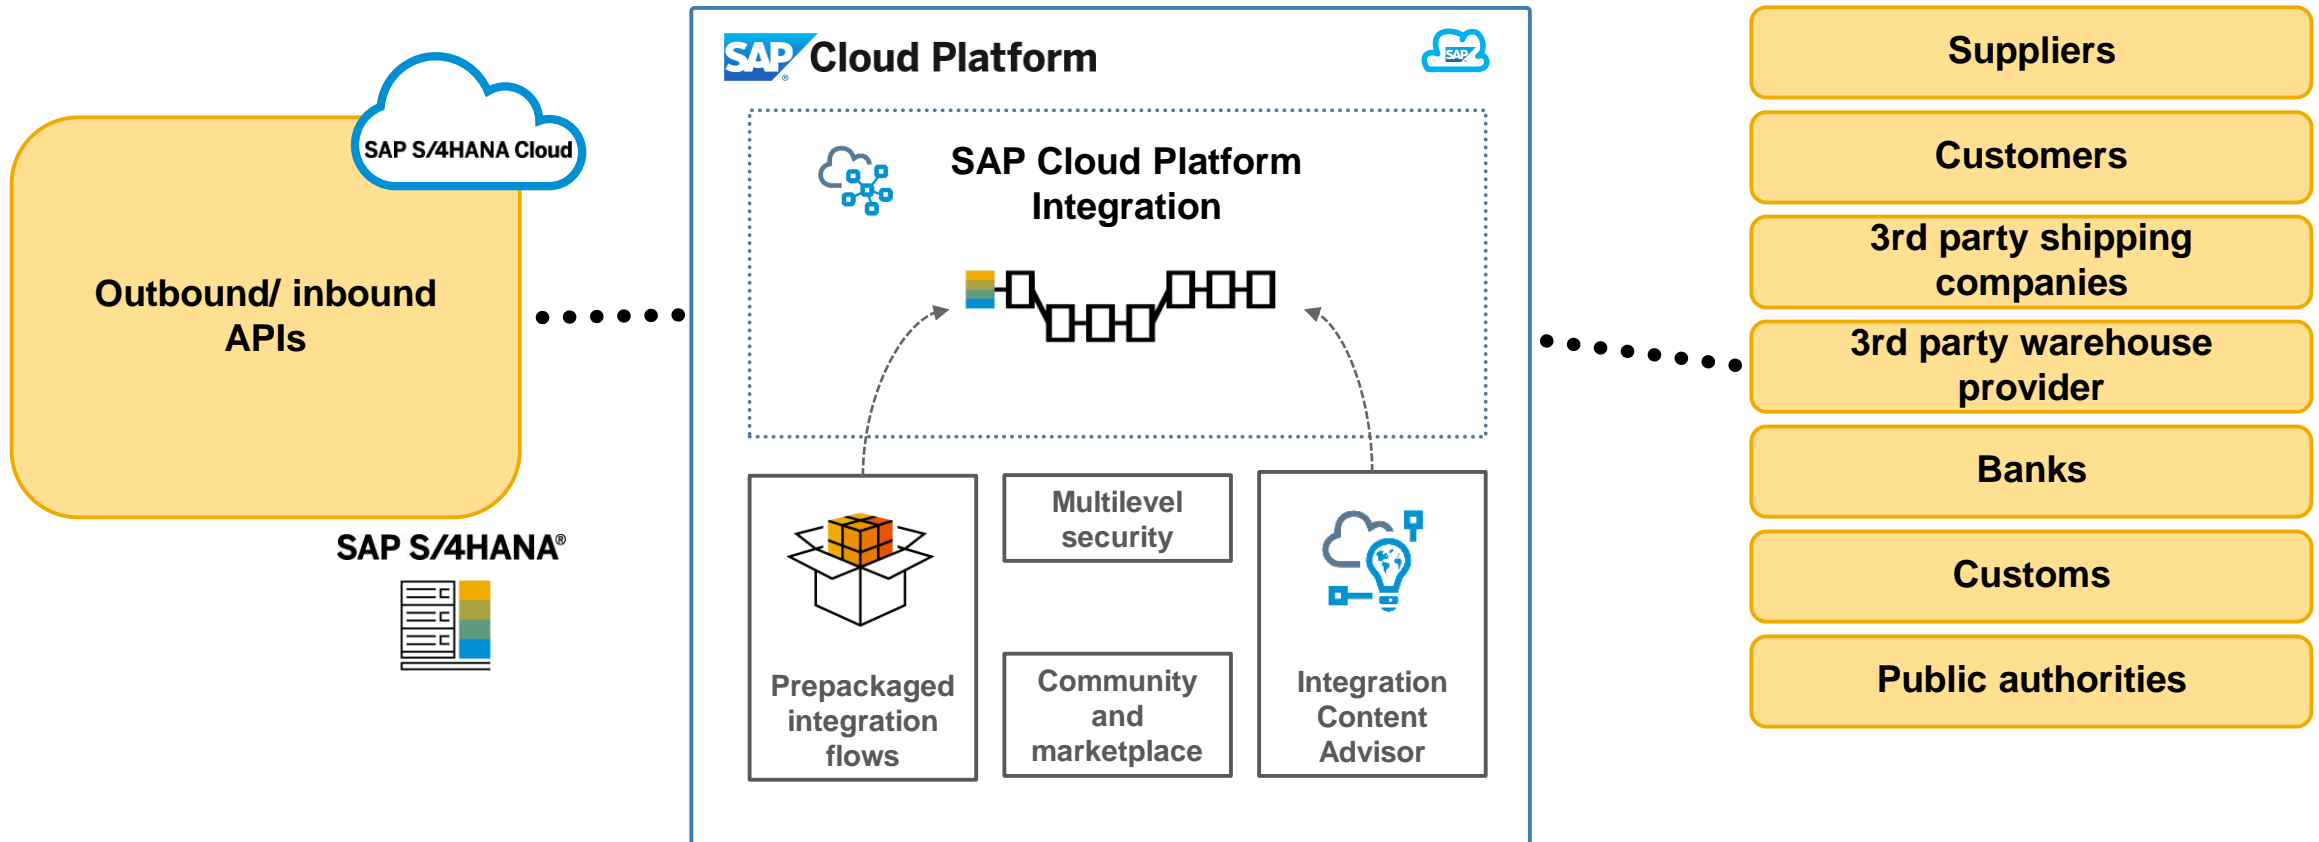 SAP S/4HANA Cloud
Outbound/ inbound
APIs
SAP S/4HANA®
SAP® Cloud Platform
SAP
SAP Cloud Platform
Integration
Prepackaged
integration
flows
Multilevel
security
Community
and
marketplace
Integration
Content
Advisor
Suppliers
Customers
3rd party shipping
companies
3rd party warehouse
provider
Banks
Customs
Public authorities